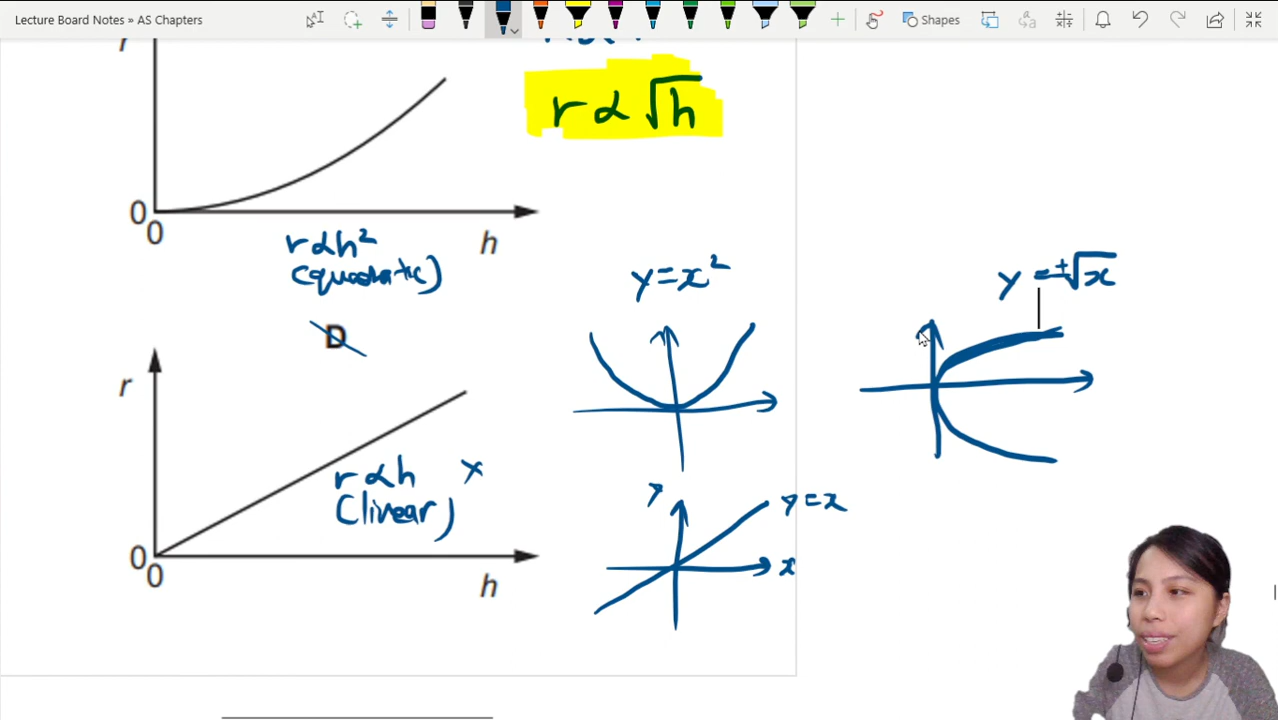 Lecture Board Notes » AS Chapters
Shapes
r
r ∝ √h
0
0
h
r ∝ h²
(quadratic)
y = x²
y = ±√x
D
r
r ∝ h ×
(linear)
y
y = x
x
0
0
h